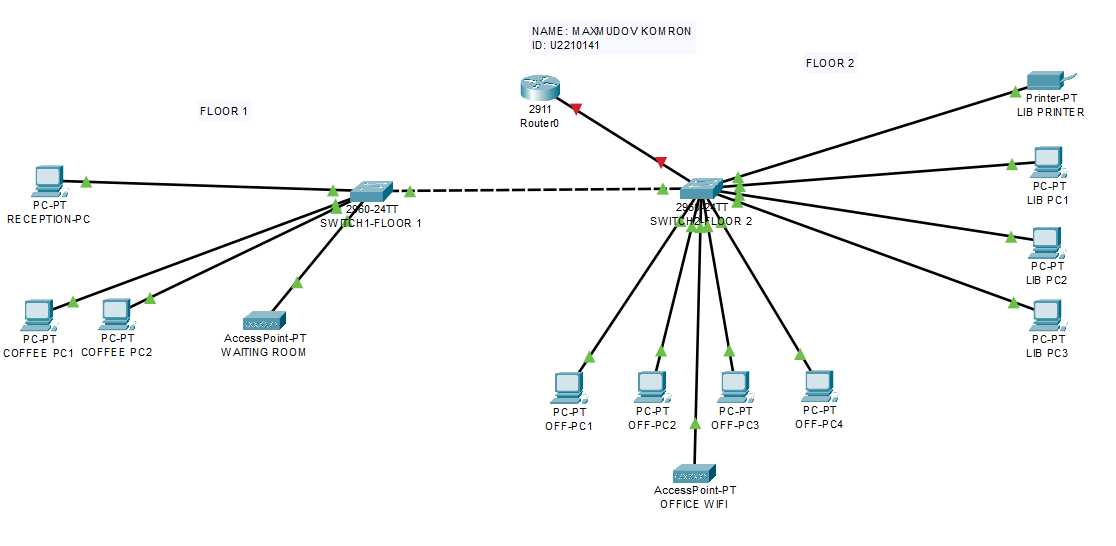 NAME: MAXMUDOV KOMRON
ID: U2210141
FLOOR 2
FLOOR 1
2911
Router0
Printer-PT
LIB PRINTER
PC-PT
RECEPTION-PC
2960-24TT
SWITCH1-FLOOR 1
2960-24TT
SWITCH2-FLOOR 2
PC-PT
LIB PC1
PC-PT
LIB PC2
PC-PT
LIB PC3
PC-PT
COFFEE PC1
PC-PT
COFFEE PC2
AccessPoint-PT
WAITING ROOM
PC-PT
OFF-PC1
PC-PT
OFF-PC2
PC-PT
OFF-PC3
PC-PT
OFF-PC4
AccessPoint-PT
OFFICE WIFI